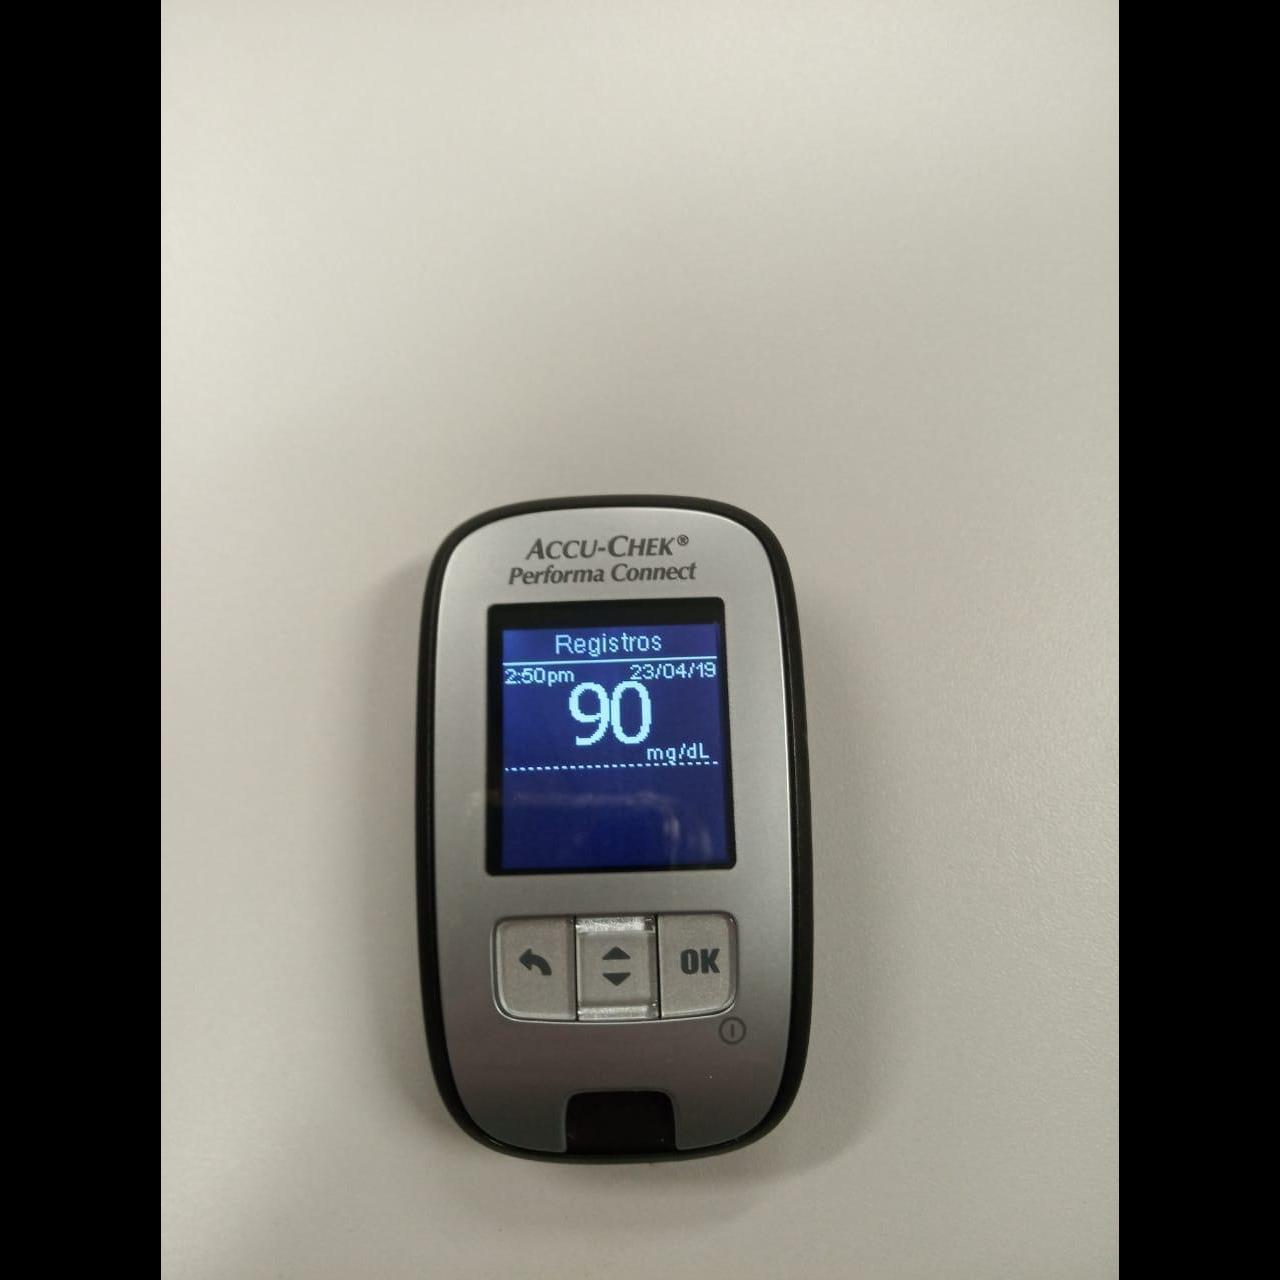 ACCU-CHEK®
Performa Connect
Registros
2:50pm 23/04/19
90
mg/dL
OK